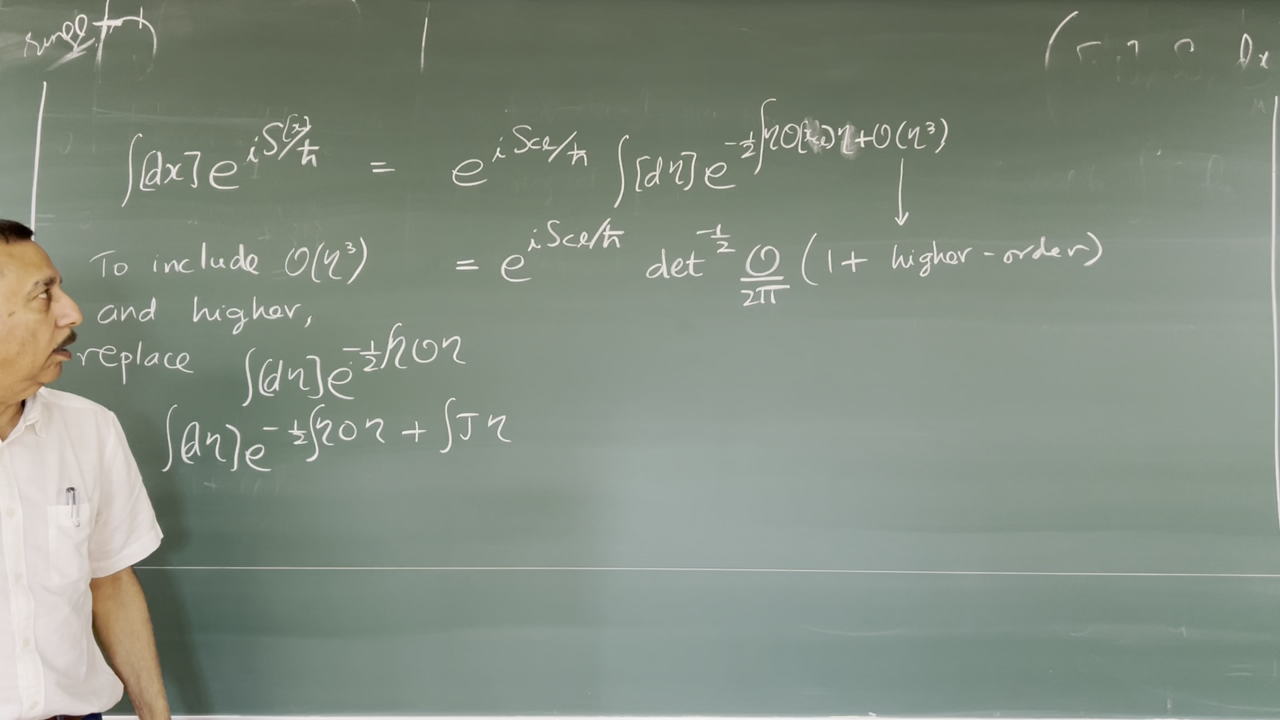 ∫[dx] e^{iS[x]/ħ} = e^{iScl/ħ} ∫[dη] e^{-½∫ηO(xcl)η + O(η³)}
To include O(η³) = e^{iScl/ħ} det^{-½} O/2π (1 + higher-order)
and higher,
replace ∫[dη] e^{-½∫ηOη}
∫[dη] e^{-½∫ηOη + ∫Jη}